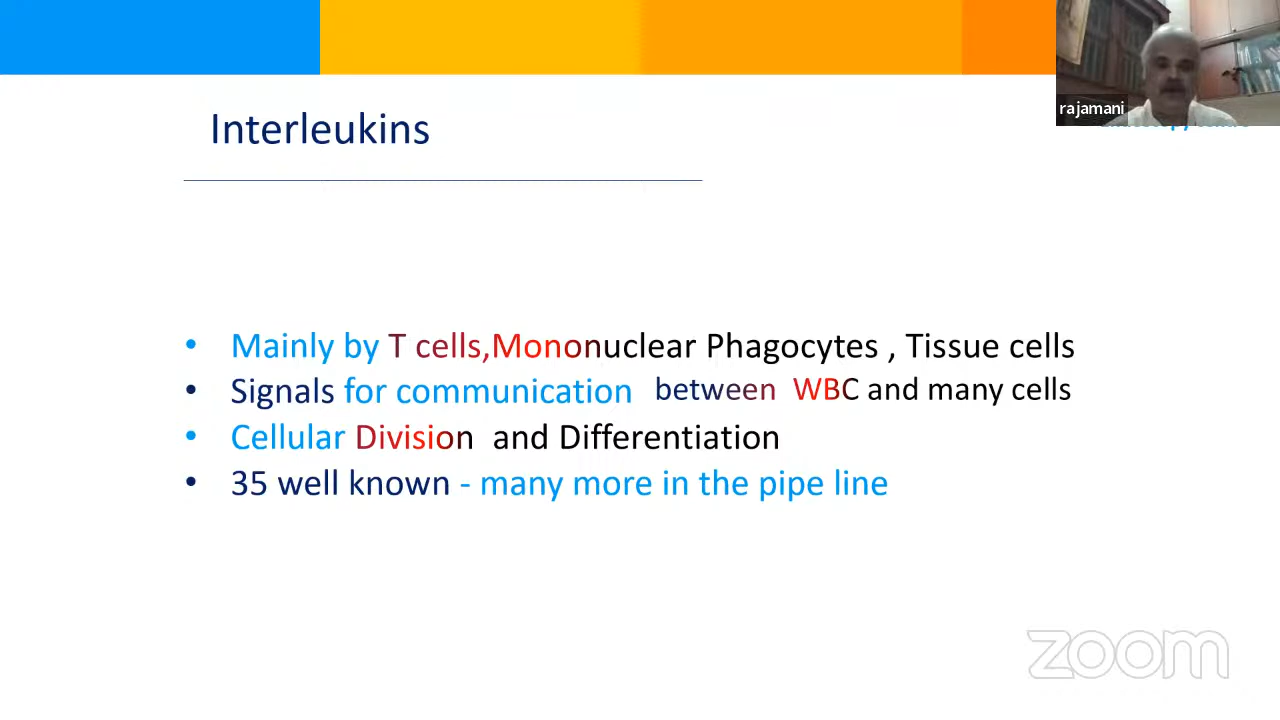 rajamani
Interleukins
• Mainly by T cells,Mononuclear Phagocytes , Tissue cells
• Signals for communication between WBC and many cells
• Cellular Division and Differentiation
• 35 well known - many more in the pipe line
zoom